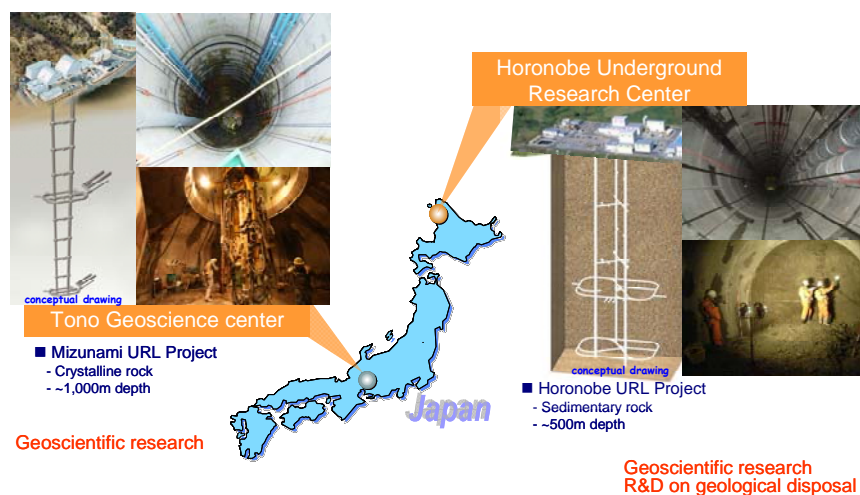 Horonobe Underground
Research Center
conceptual drawing
Tono Geoscience center
■ Mizunami URL Project
- Crystalline rock
- ~1,000m depth
Geoscientific research
Japan
conceptual drawing
■ Horonobe URL Project
- Sedimentary rock
- ~500m depth
Geoscientific research
R&D on geological disposal